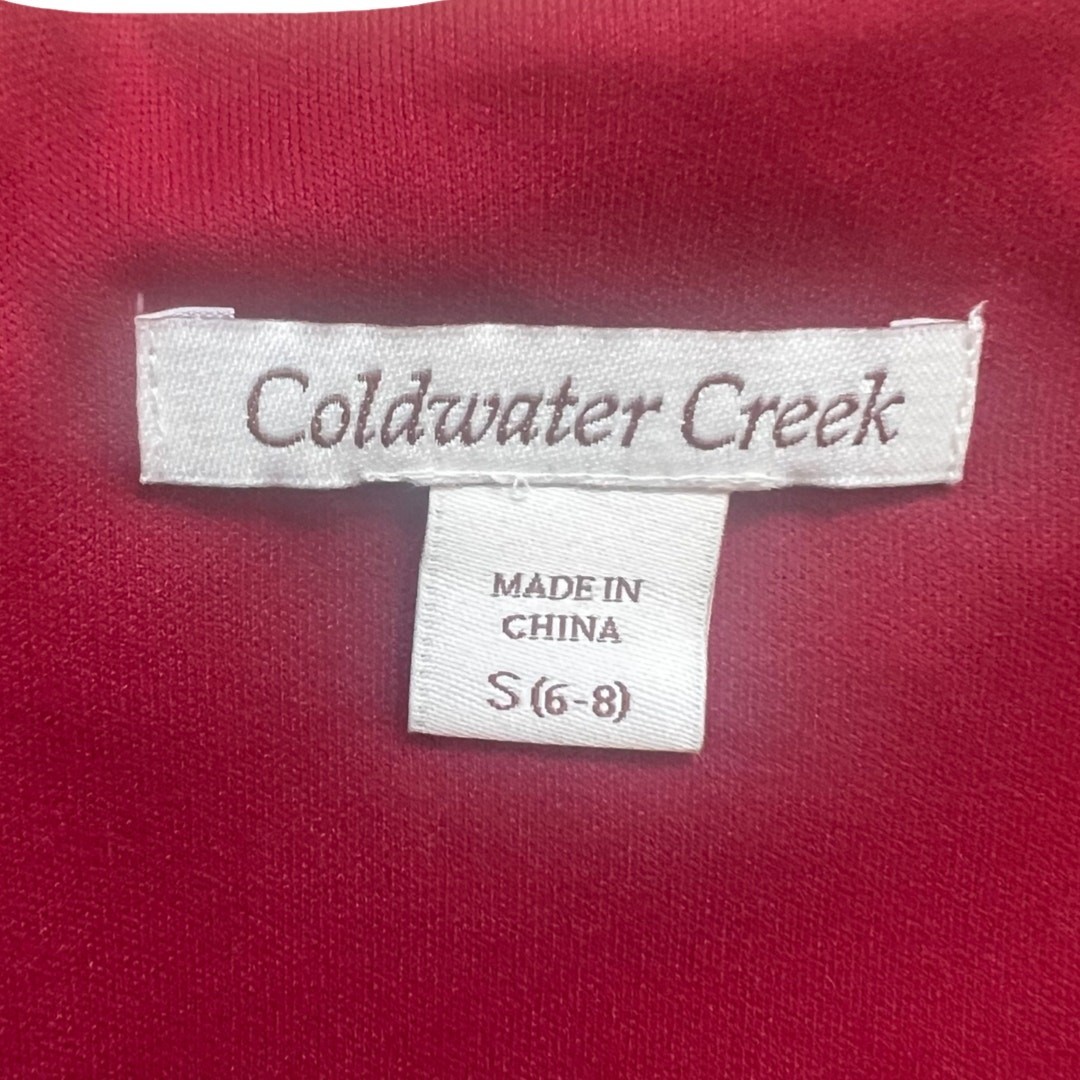 Coldwater Creek
MADE IN
CHINA
S (6-8)